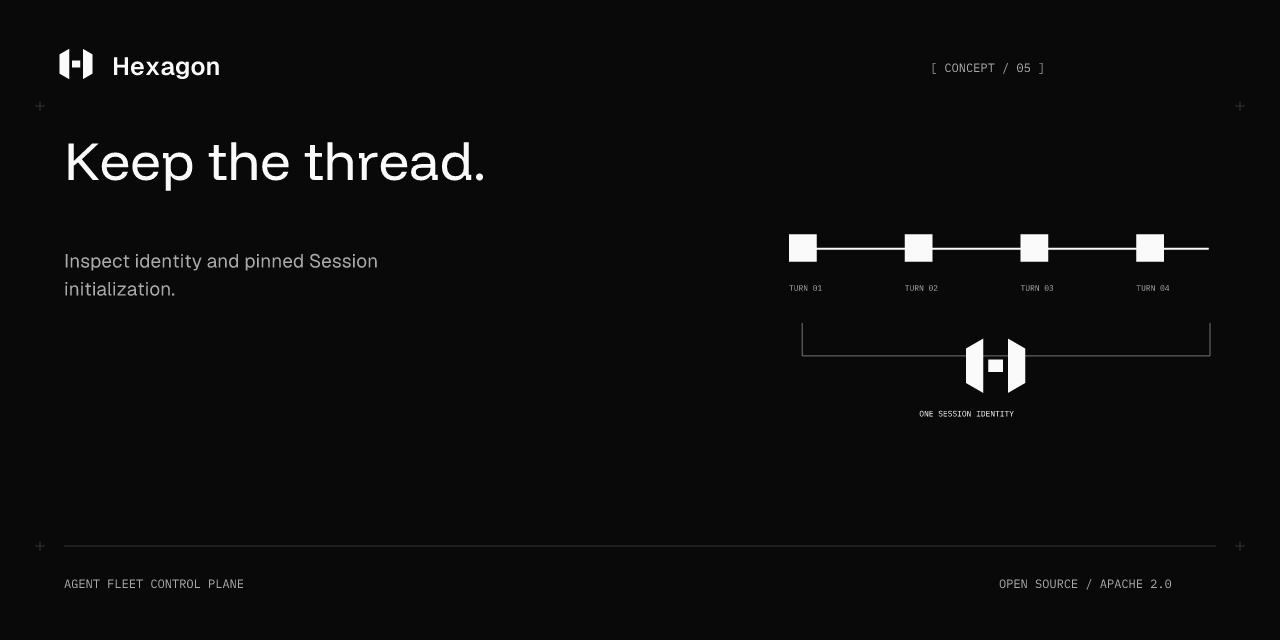 Hexagon
[ CONCEPT / 05 ]
Keep the thread.
Inspect identity and pinned Session
initialization.
TURN 01
TURN 02
TURN 03
TURN 04
ONE SESSION IDENTITY
AGENT FLEET CONTROL PLANE
OPEN SOURCE / APACHE 2.0